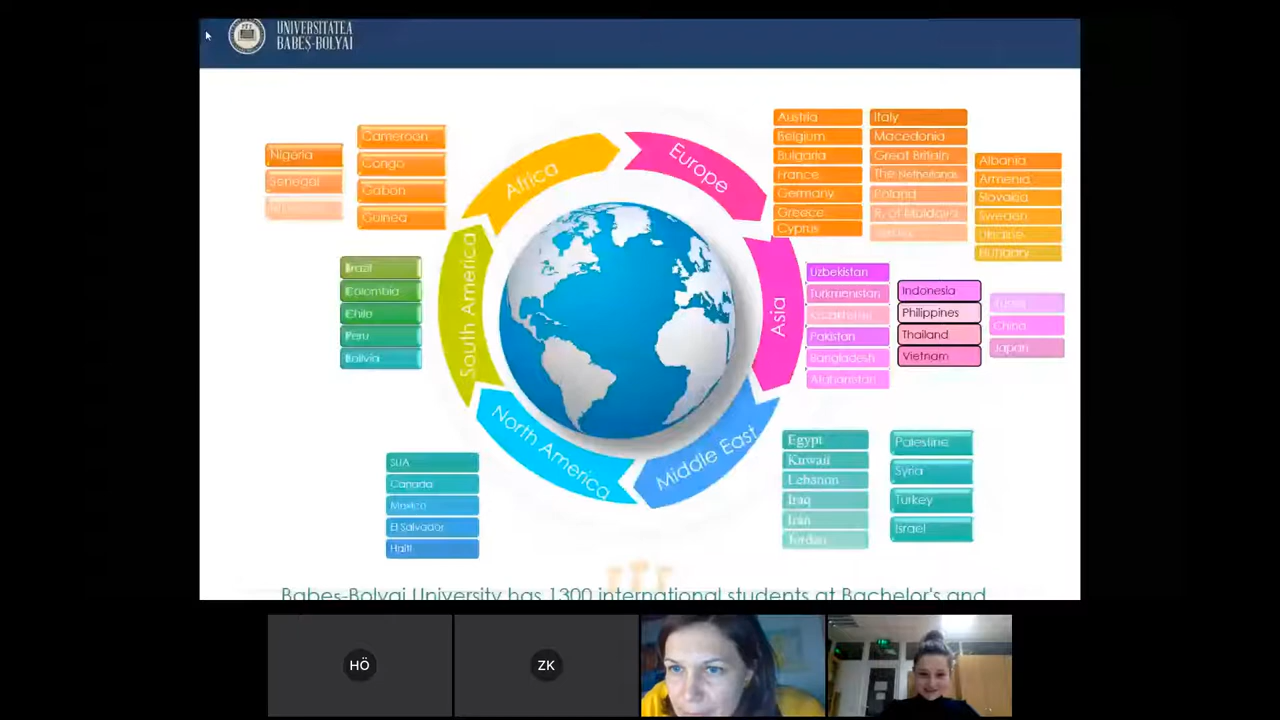 UNIVERSITATEA
BABEȘ-BOLYAI
Africa
Europe
Asia
Middle East
North America
South America
Nigeria
Senegal
Cameroon
Congo
Gabon
Guinea
Austria
Belgium
Bulgaria
France
Germany
Greece
Cyprus
Italy
Macedonia
Great Britain
The Netherlands
Poland
R. of Moldova
Albania
Armenia
Slovakia
Sweden
Ukraine
Hungary
Brazil
Colombia
Chile
Peru
Bolivia
Uzbekistan
Turkmenistan
Pakistan
Bangladesh
Afghanistan
Indonesia
Philippines
Thailand
Vietnam
China
Japan
SUA
Canada
Mexico
El Salvador
Haiti
Egypt
Kuwait
Lebanon
Iraq
Iran
Jordan
Palestine
Syria
Turkey
Israel
Babeș-Bolyai University has 1300 international students at Bachelor's and
HÖ
ZK